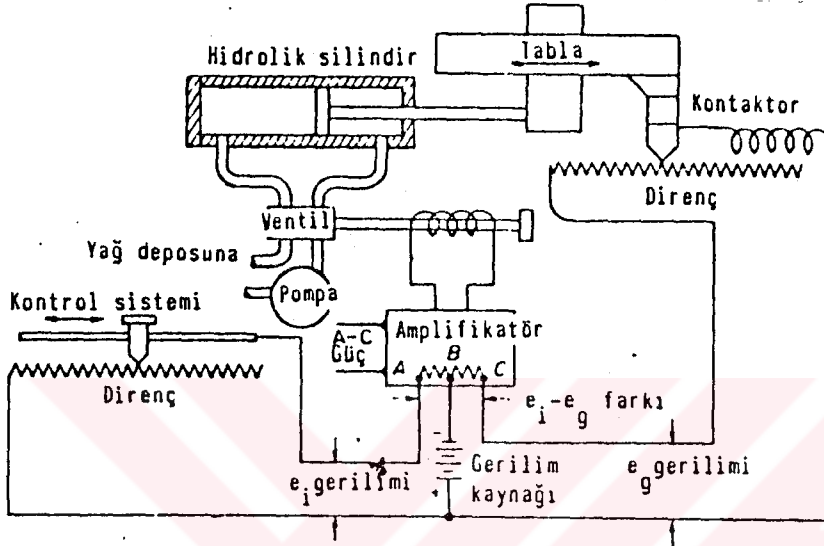 Hidrolik silindir
Tabla
Kontaktor
Direnç
Ventil
Yağ deposuna
Pompa
Kontrol sistemi
Direnç
A-C
Güç
Amplifikatör
A
B
C
e_i-e_g farkı
e_i gerilimi
Gerilim
kaynağı
e_g gerilimi